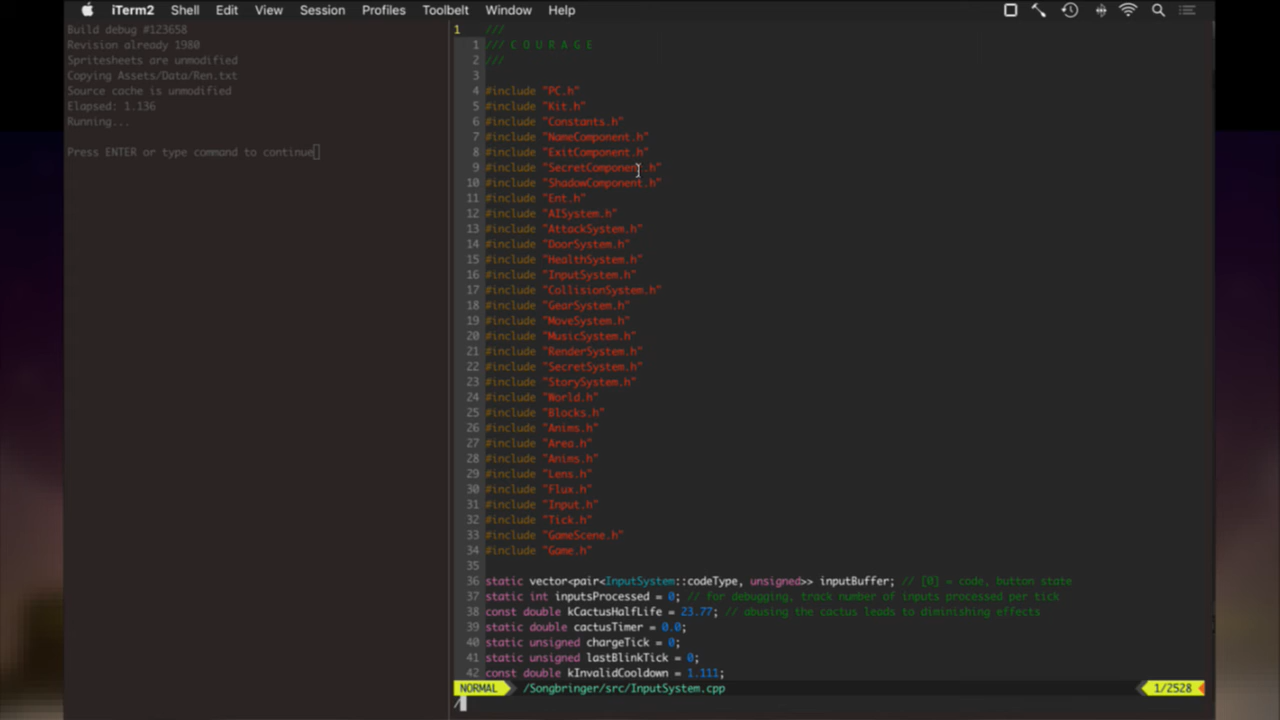 iTerm2 Shell Edit View Session Profiles Toolbelt Window Help
Build debug #123658
Revision already 1980
Spritesheets are unmodified
Copying Assets/Data/Ren.txt
Source cache is unmodified
Elapsed: 1.136
Running...
Press ENTER or type command to continue
1 ///
1 /// C O U R A G E
2 ///
3
4 #include "PC.h"
5 #include "Kit.h"
6 #include "Constants.h"
7 #include "NameComponent.h"
8 #include "ExitComponent.h"
9 #include "SecretComponent.h"
10 #include "ShadowComponent.h"
11 #include "Ent.h"
12 #include "AISystem.h"
13 #include "AttackSystem.h"
14 #include "DoorSystem.h"
15 #include "HealthSystem.h"
16 #include "InputSystem.h"
17 #include "CollisionSystem.h"
18 #include "GearSystem.h"
19 #include "MoveSystem.h"
20 #include "MusicSystem.h"
21 #include "RenderSystem.h"
22 #include "SecretSystem.h"
23 #include "StorySystem.h"
24 #include "World.h"
25 #include "Blocks.h"
26 #include "Anims.h"
27 #include "Area.h"
28 #include "Anims.h"
29 #include "Lens.h"
30 #include "Flux.h"
31 #include "Input.h"
32 #include "Tick.h"
33 #include "GameScene.h"
34 #include "Game.h"
35
36 static vector<pair<InputSystem::codeType, unsigned>> inputBuffer; // [0] = code, button state
37 static int inputsProcessed = 0; // for debugging, track number of inputs processed per tick
38 const double kCactusHalfLife = 23.77; // abusing the cactus leads to diminishing effects
39 static double cactusTimer = 0.0;
40 static unsigned chargeTick = 0;
41 static unsigned lastBlinkTick = 0;
42 const double kInvalidCooldown = 1.111;
NORMAL /Songbringer/src/InputSystem.cpp 1/2528
/